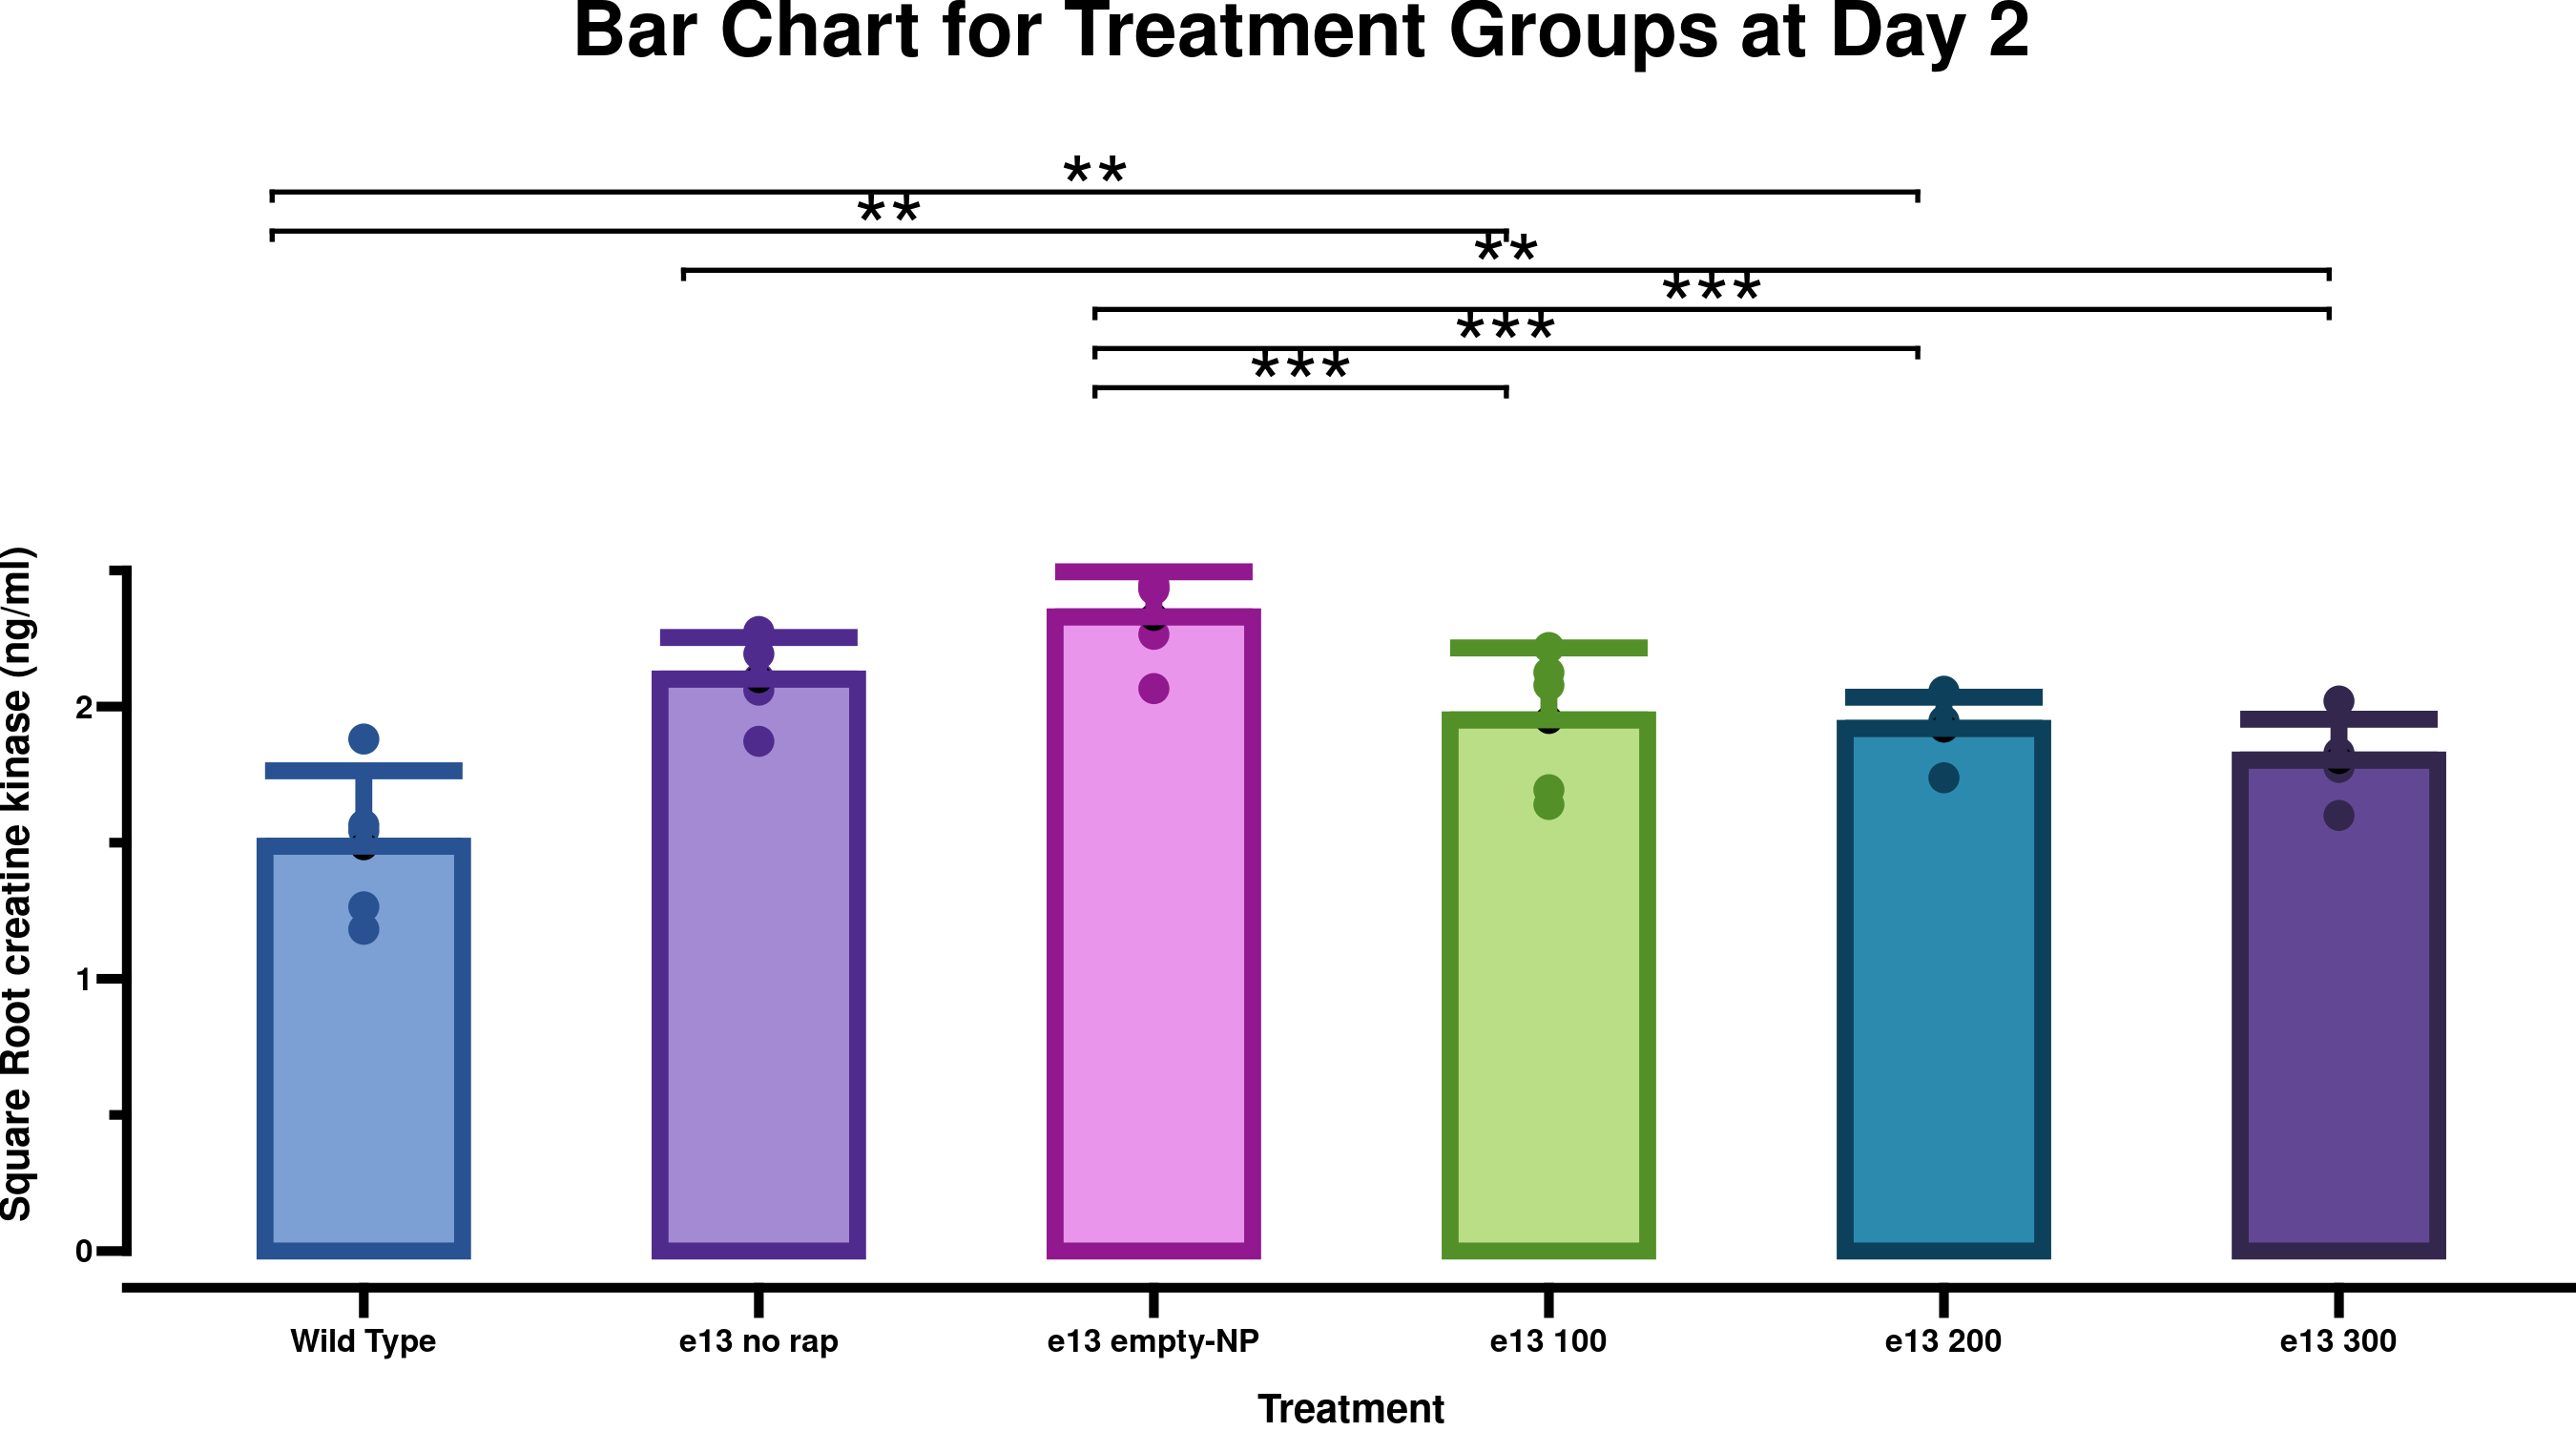 Bar Chart for Treatment Groups at Day 2
**
**
**
***
***
***
Square Root creatine kinase (ng/ml)
2
1
0
Wild Type e13 no rap e13 empty-NP e13 100 e13 200 e13 300
Treatment